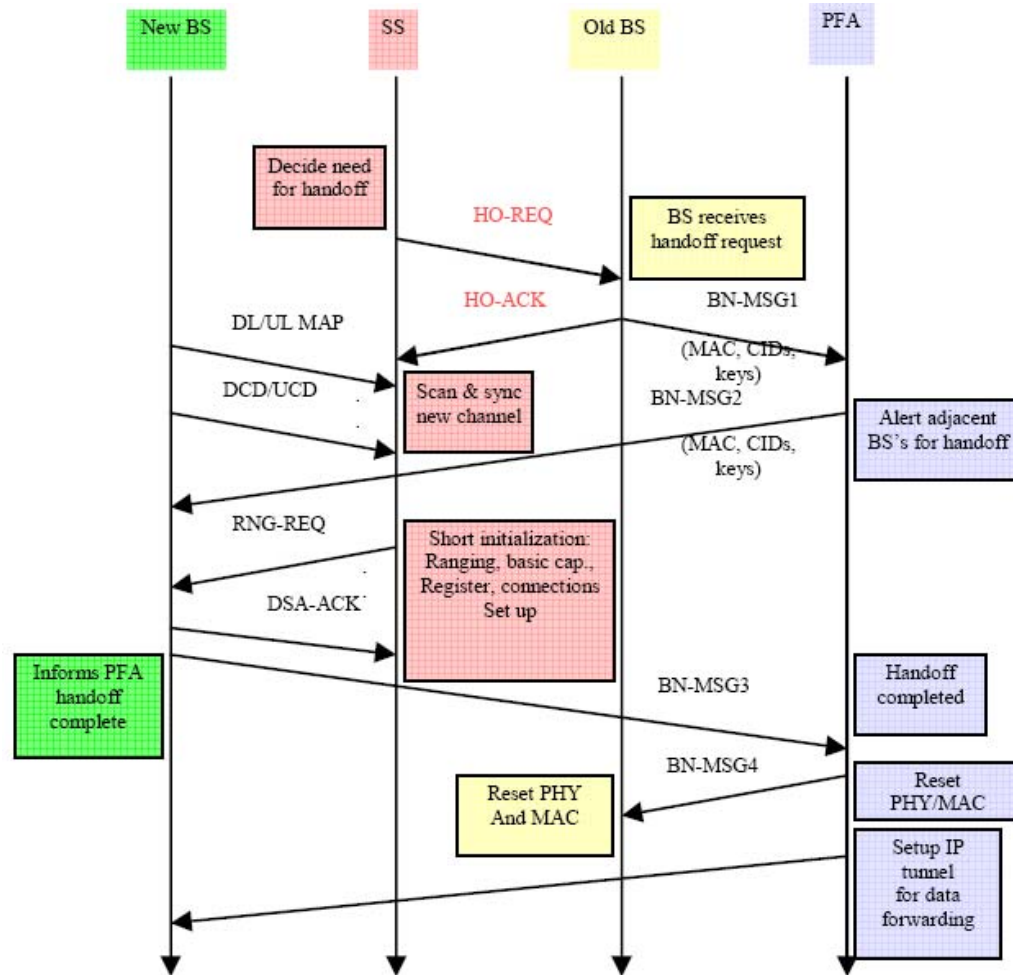 New BS
SS
Old BS
PFA
Decide need
for handoff
HO-REQ
BS receives
handoff request
HO-ACK
BN-MSG1
DL/UL MAP
(MAC, CIDs,
keys)
DCD/UCD
Scan & sync
new channel
BN-MSG2
Alert adjacent
BS's for handoff
(MAC, CIDs,
keys)
RNG-REQ
Short initialization:
Ranging, basic cap.,
Register, connections
Set up
DSA-ACK
Informs PFA
handoff
complete
BN-MSG3
Handoff
completed
BN-MSG4
Reset PHY
And MAC
Reset
PHY/MAC
Setup IP
tunnel
for data
forwarding